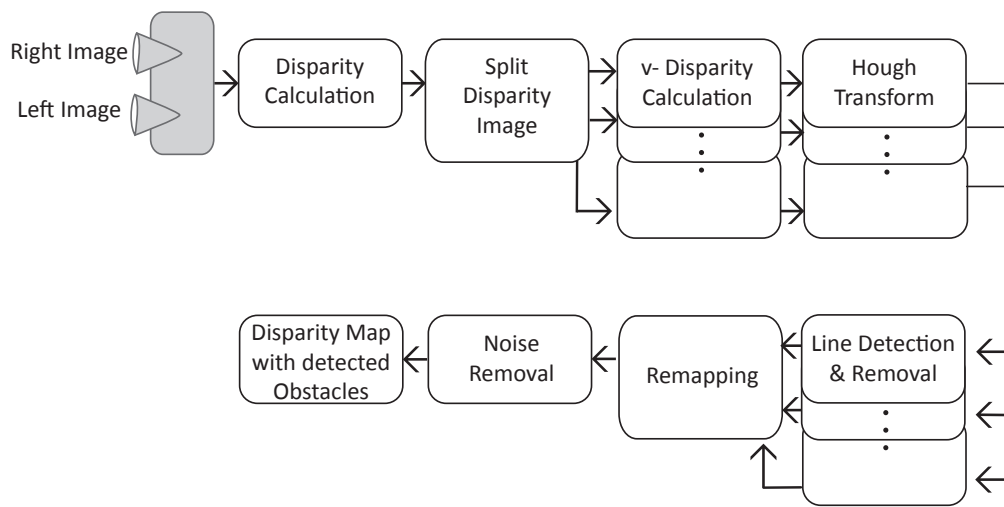 Right Image
Left Image
Disparity
Calculation
Split
Disparity
Image
v- Disparity
Calculation
Hough
Transform
Disparity Map
with detected
Obstacles
Noise
Removal
Remapping
Line Detection
& Removal